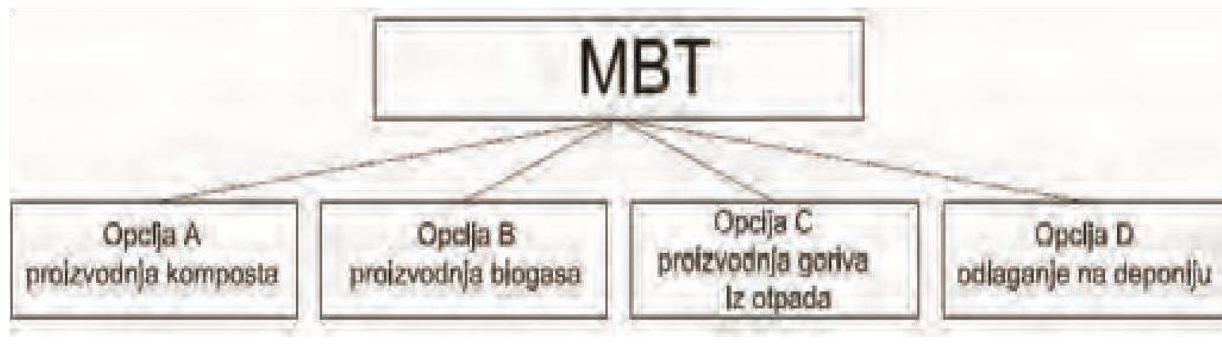 MBT
Opcija A
proizvodnja komposta
Opcija B
proizvodnja biogasa
Opcija C
proizvodnja goriva
iz otpada
Opcija D
odlaganje na deponiju